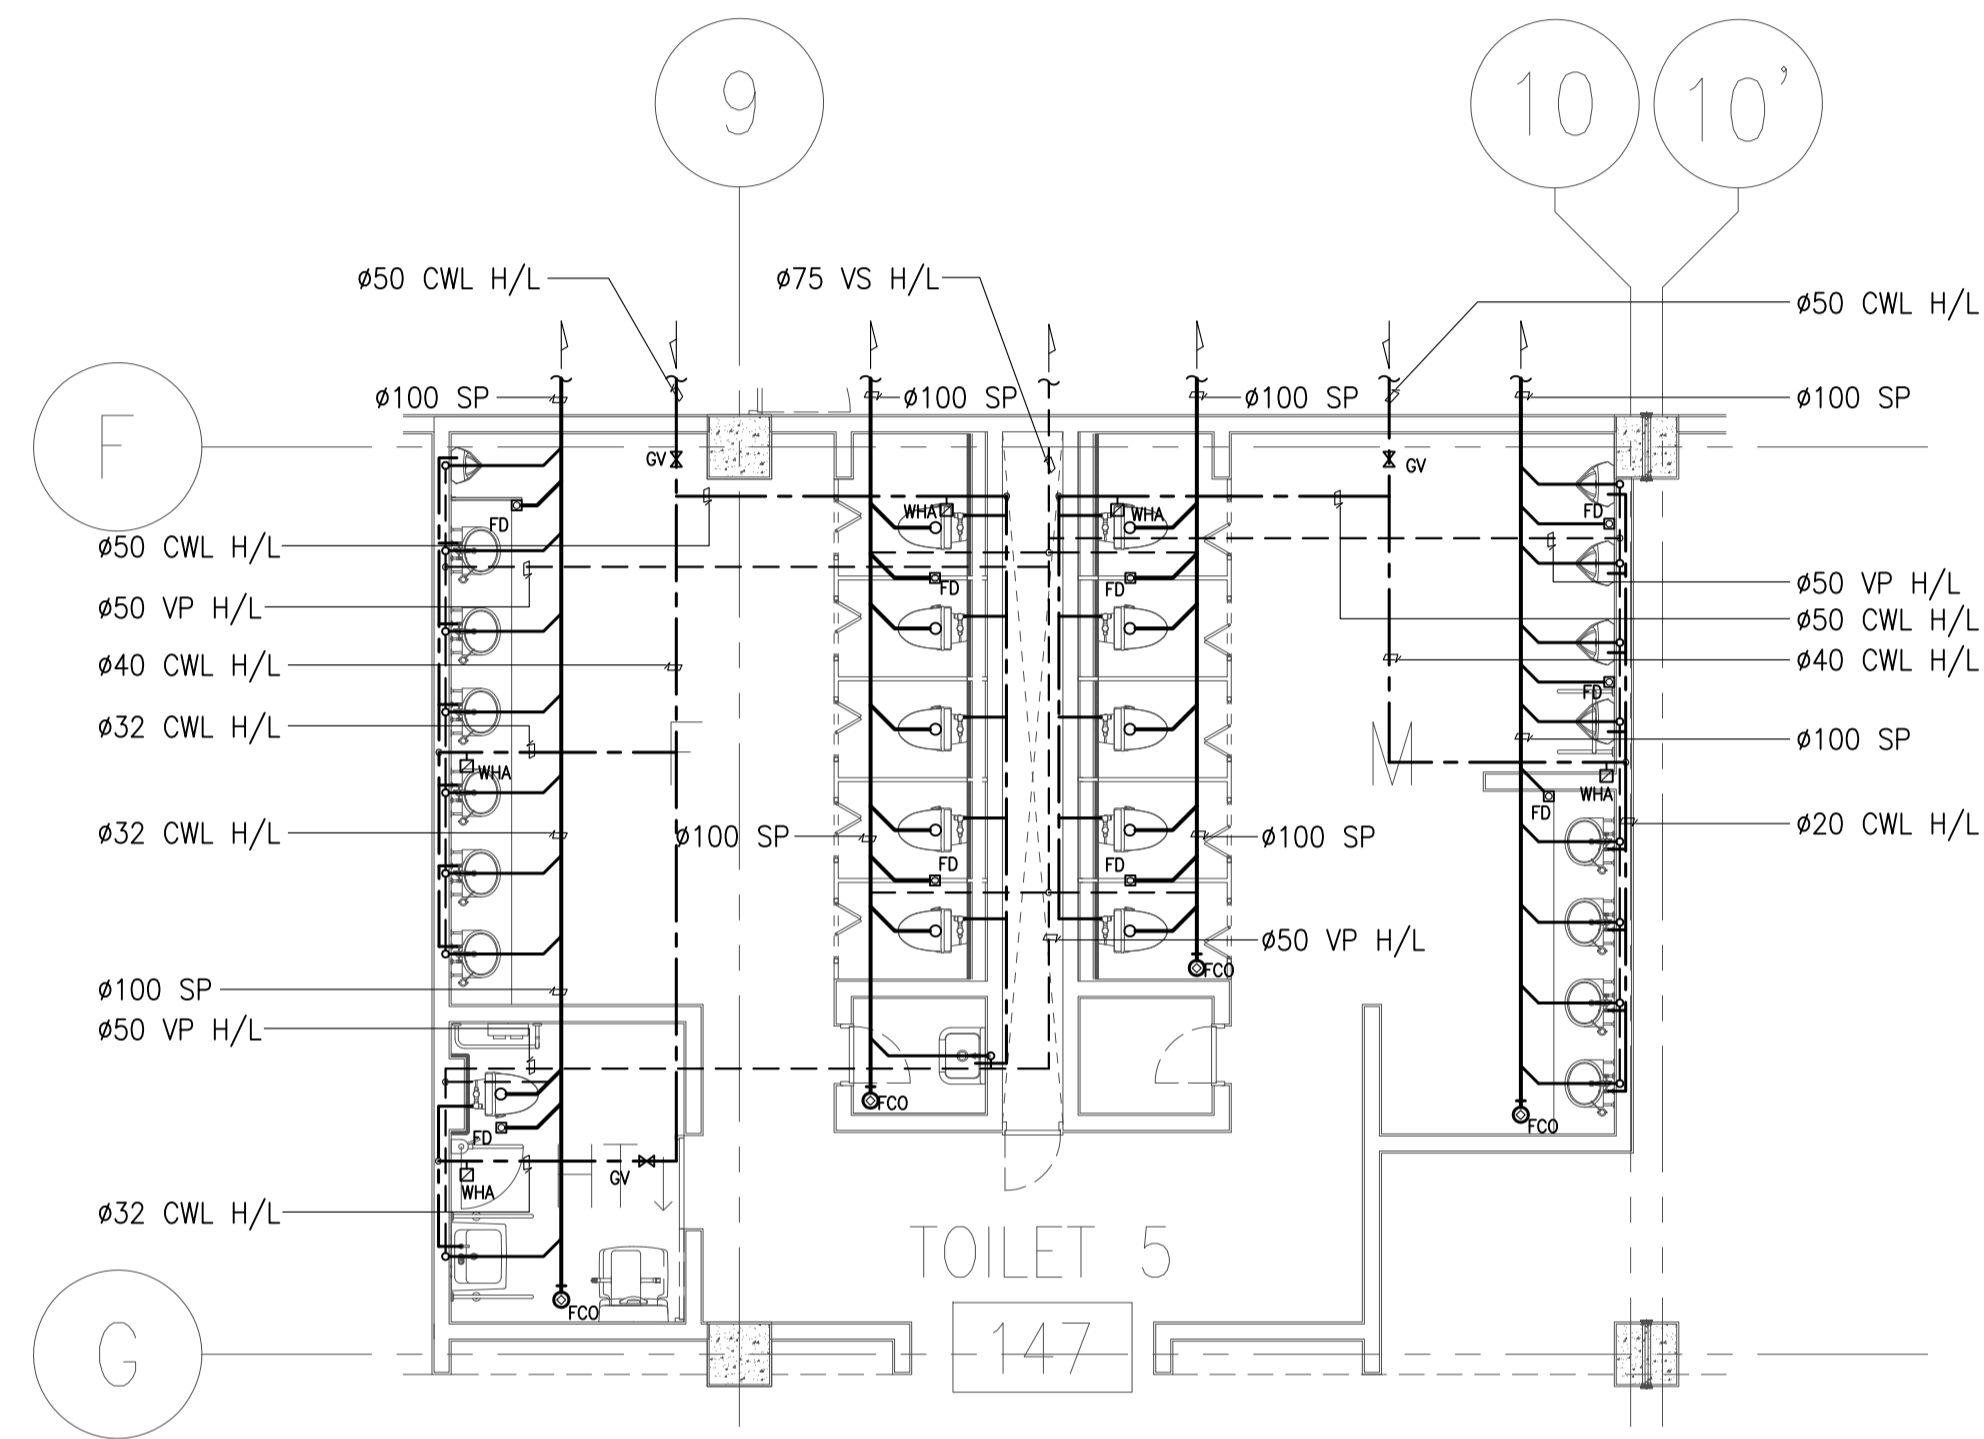 9
10
10'
ø50 CWL H/L
ø75 VS H/L
ø50 CWL H/L
ø100 SP
ø100 SP
ø100 SP
ø100 SP
F
GV
GV
WHA
WHA
FD
FD
ø50 CWL H/L
FD
FD
ø50 VP H/L
ø50 VP H/L
ø50 CWL H/L
ø40 CWL H/L
ø40 CWL H/L
FD
ø32 CWL H/L
M
ø100 SP
WHA
WHA
FD
ø32 CWL H/L
ø100 SP
ø100 SP
ø20 CWL H/L
FD
FD
ø50 VP H/L
FCO
ø100 SP
ø50 VP H/L
FCO
FCO
FD
GV
WHA
ø32 CWL H/L
TOILET 5
FCO
G
147